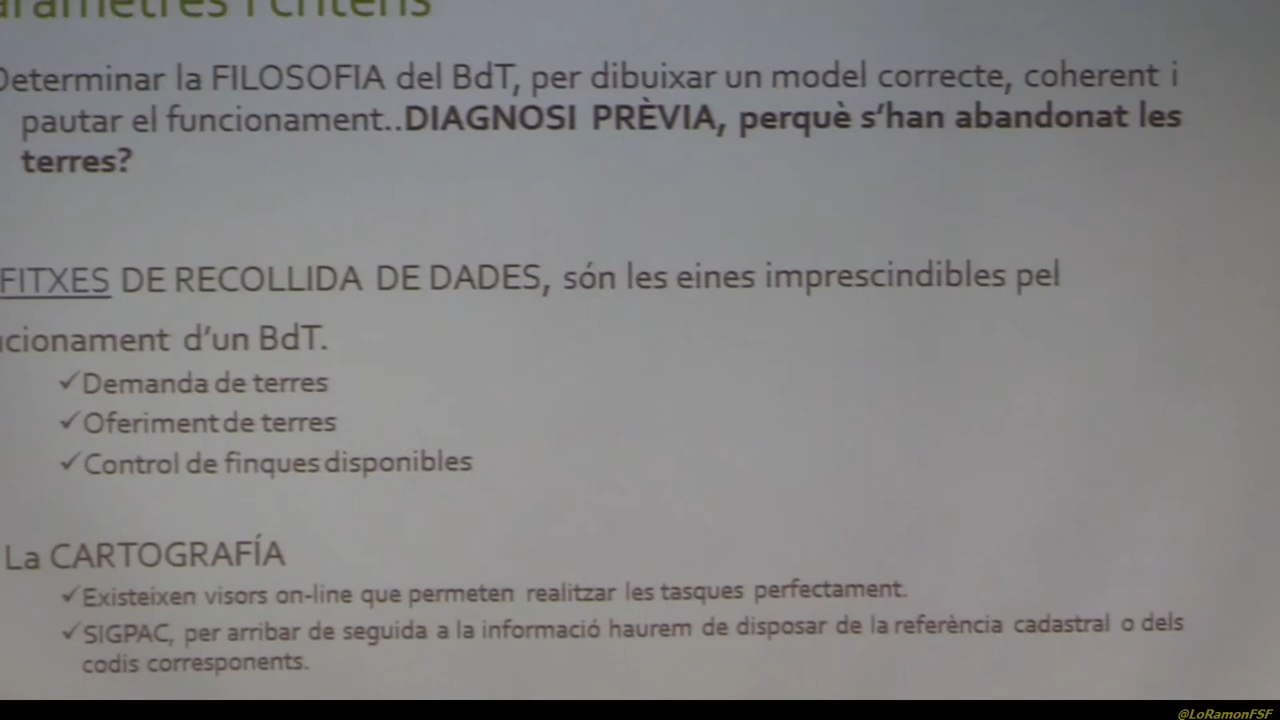 Paràmetres i criteris
Determinar la FILOSOFIA del BdT, per dibuixar un model correcte, coherent i
pautar el funcionament..DIAGNOSI PRÈVIA, perquè s'han abandonat les
terres?
FITXES DE RECOLLIDA DE DADES, són les eines imprescindibles pel
cionament d'un BdT.
✓Demanda de terres
✓Oferiment de terres
✓Control de finques disponibles
La CARTOGRAFÍA
✓Existeixen visors on-line que permeten realitzar les tasques perfectament.
✓SIGPAC, per arribar de seguida a la informació haurem de disposar de la referència cadastral o dels
codis corresponents.
@LoRamonFSF